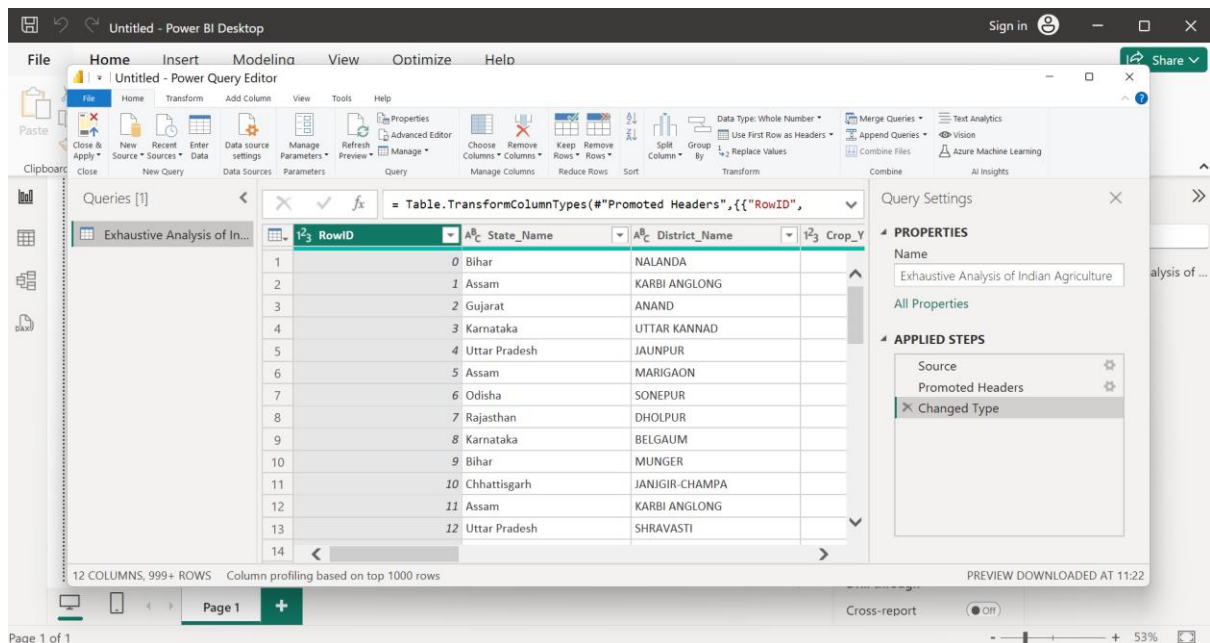 Untitled - Power BI Desktop
Sign in
File Home Insert Modeling View Optimize Help
Share
Untitled - Power Query Editor
File Home Transform Add Column View Tools Help
Paste
Clipboard
Close & Apply
New Source
Recent Sources
Enter Data
Data source settings
Manage Parameters
Refresh Preview
Properties
Advanced Editor
Manage
Choose Columns
Remove Columns
Keep Rows
Remove Rows
Split Column
Group By
Data Type: Whole Number
Use First Row as Headers
Replace Values
Merge Queries
Append Queries
Combine Files
Text Analytics
Vision
Azure Machine Learning
Close New Query Data Sources Parameters Query Manage Columns Reduce Rows Sort Transform Combine AI Insights
Queries [1]
fx = Table.TransformColumnTypes(#"Promoted Headers",{{"RowID",
Query Settings
Exhaustive Analysis of In...
RowID State_Name District_Name Crop_Y
1 0 Bihar NALANDA
2 1 Assam KARBI ANGLONG
3 2 Gujarat ANAND
4 3 Karnataka UTTAR KANNAD
5 4 Uttar Pradesh JAUNPUR
6 5 Assam MARIGAON
7 6 Odisha SONEPUR
8 7 Rajasthan DHOLPUR
9 8 Karnataka BELGAUM
10 9 Bihar MUNGER
11 10 Chhattisgarh JANJGIR-CHAMPA
12 11 Assam KARBI ANGLONG
13 12 Uttar Pradesh SHRAVASTI
14
PROPERTIES
Name
Exhaustive Analysis of Indian Agriculture
All Properties
APPLIED STEPS
Source
Promoted Headers
Changed Type
alysis of ...
12 COLUMNS, 999+ ROWS Column profiling based on top 1000 rows
PREVIEW DOWNLOADED AT 11:22
Page 1
Cross-report
Off
Page 1 of 1
53%